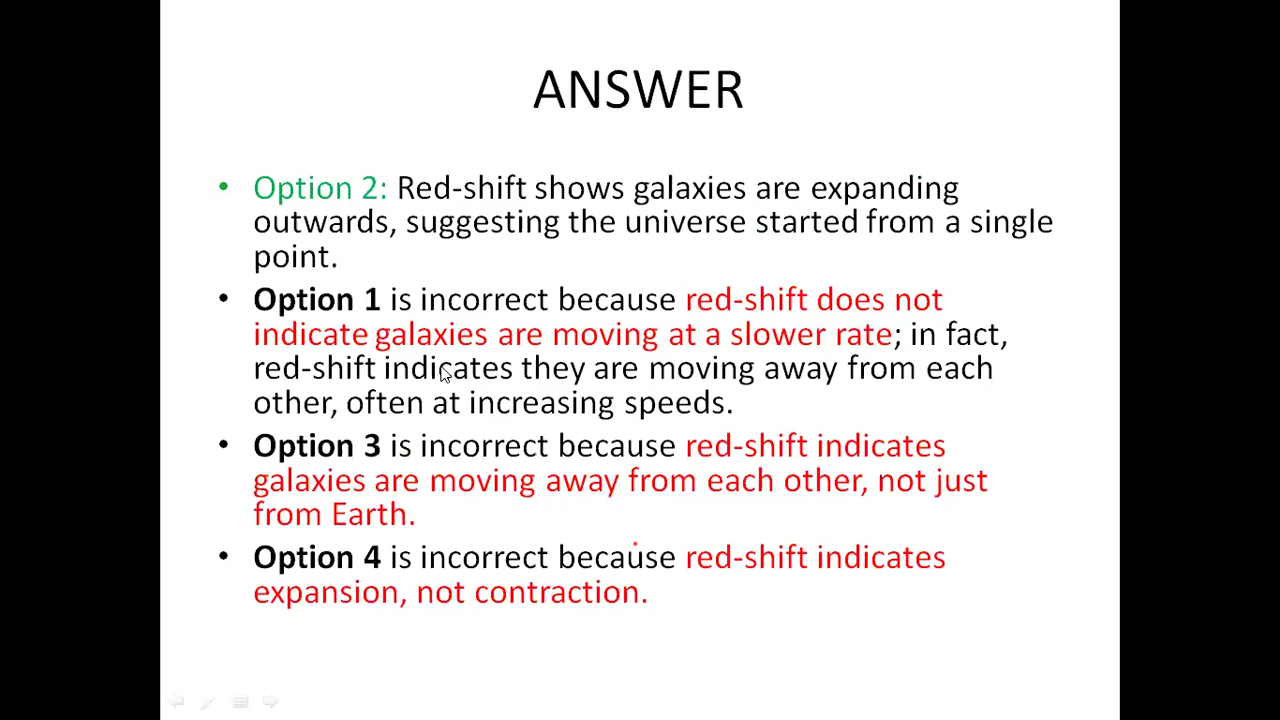 ANSWER
• Option 2: Red-shift shows galaxies are expanding
outwards, suggesting the universe started from a single
point.
• Option 1 is incorrect because red-shift does not
indicate galaxies are moving at a slower rate; in fact,
red-shift indicates they are moving away from each
other, often at increasing speeds.
• Option 3 is incorrect because red-shift indicates
galaxies are moving away from each other, not just
from Earth.
• Option 4 is incorrect because red-shift indicates
expansion, not contraction.